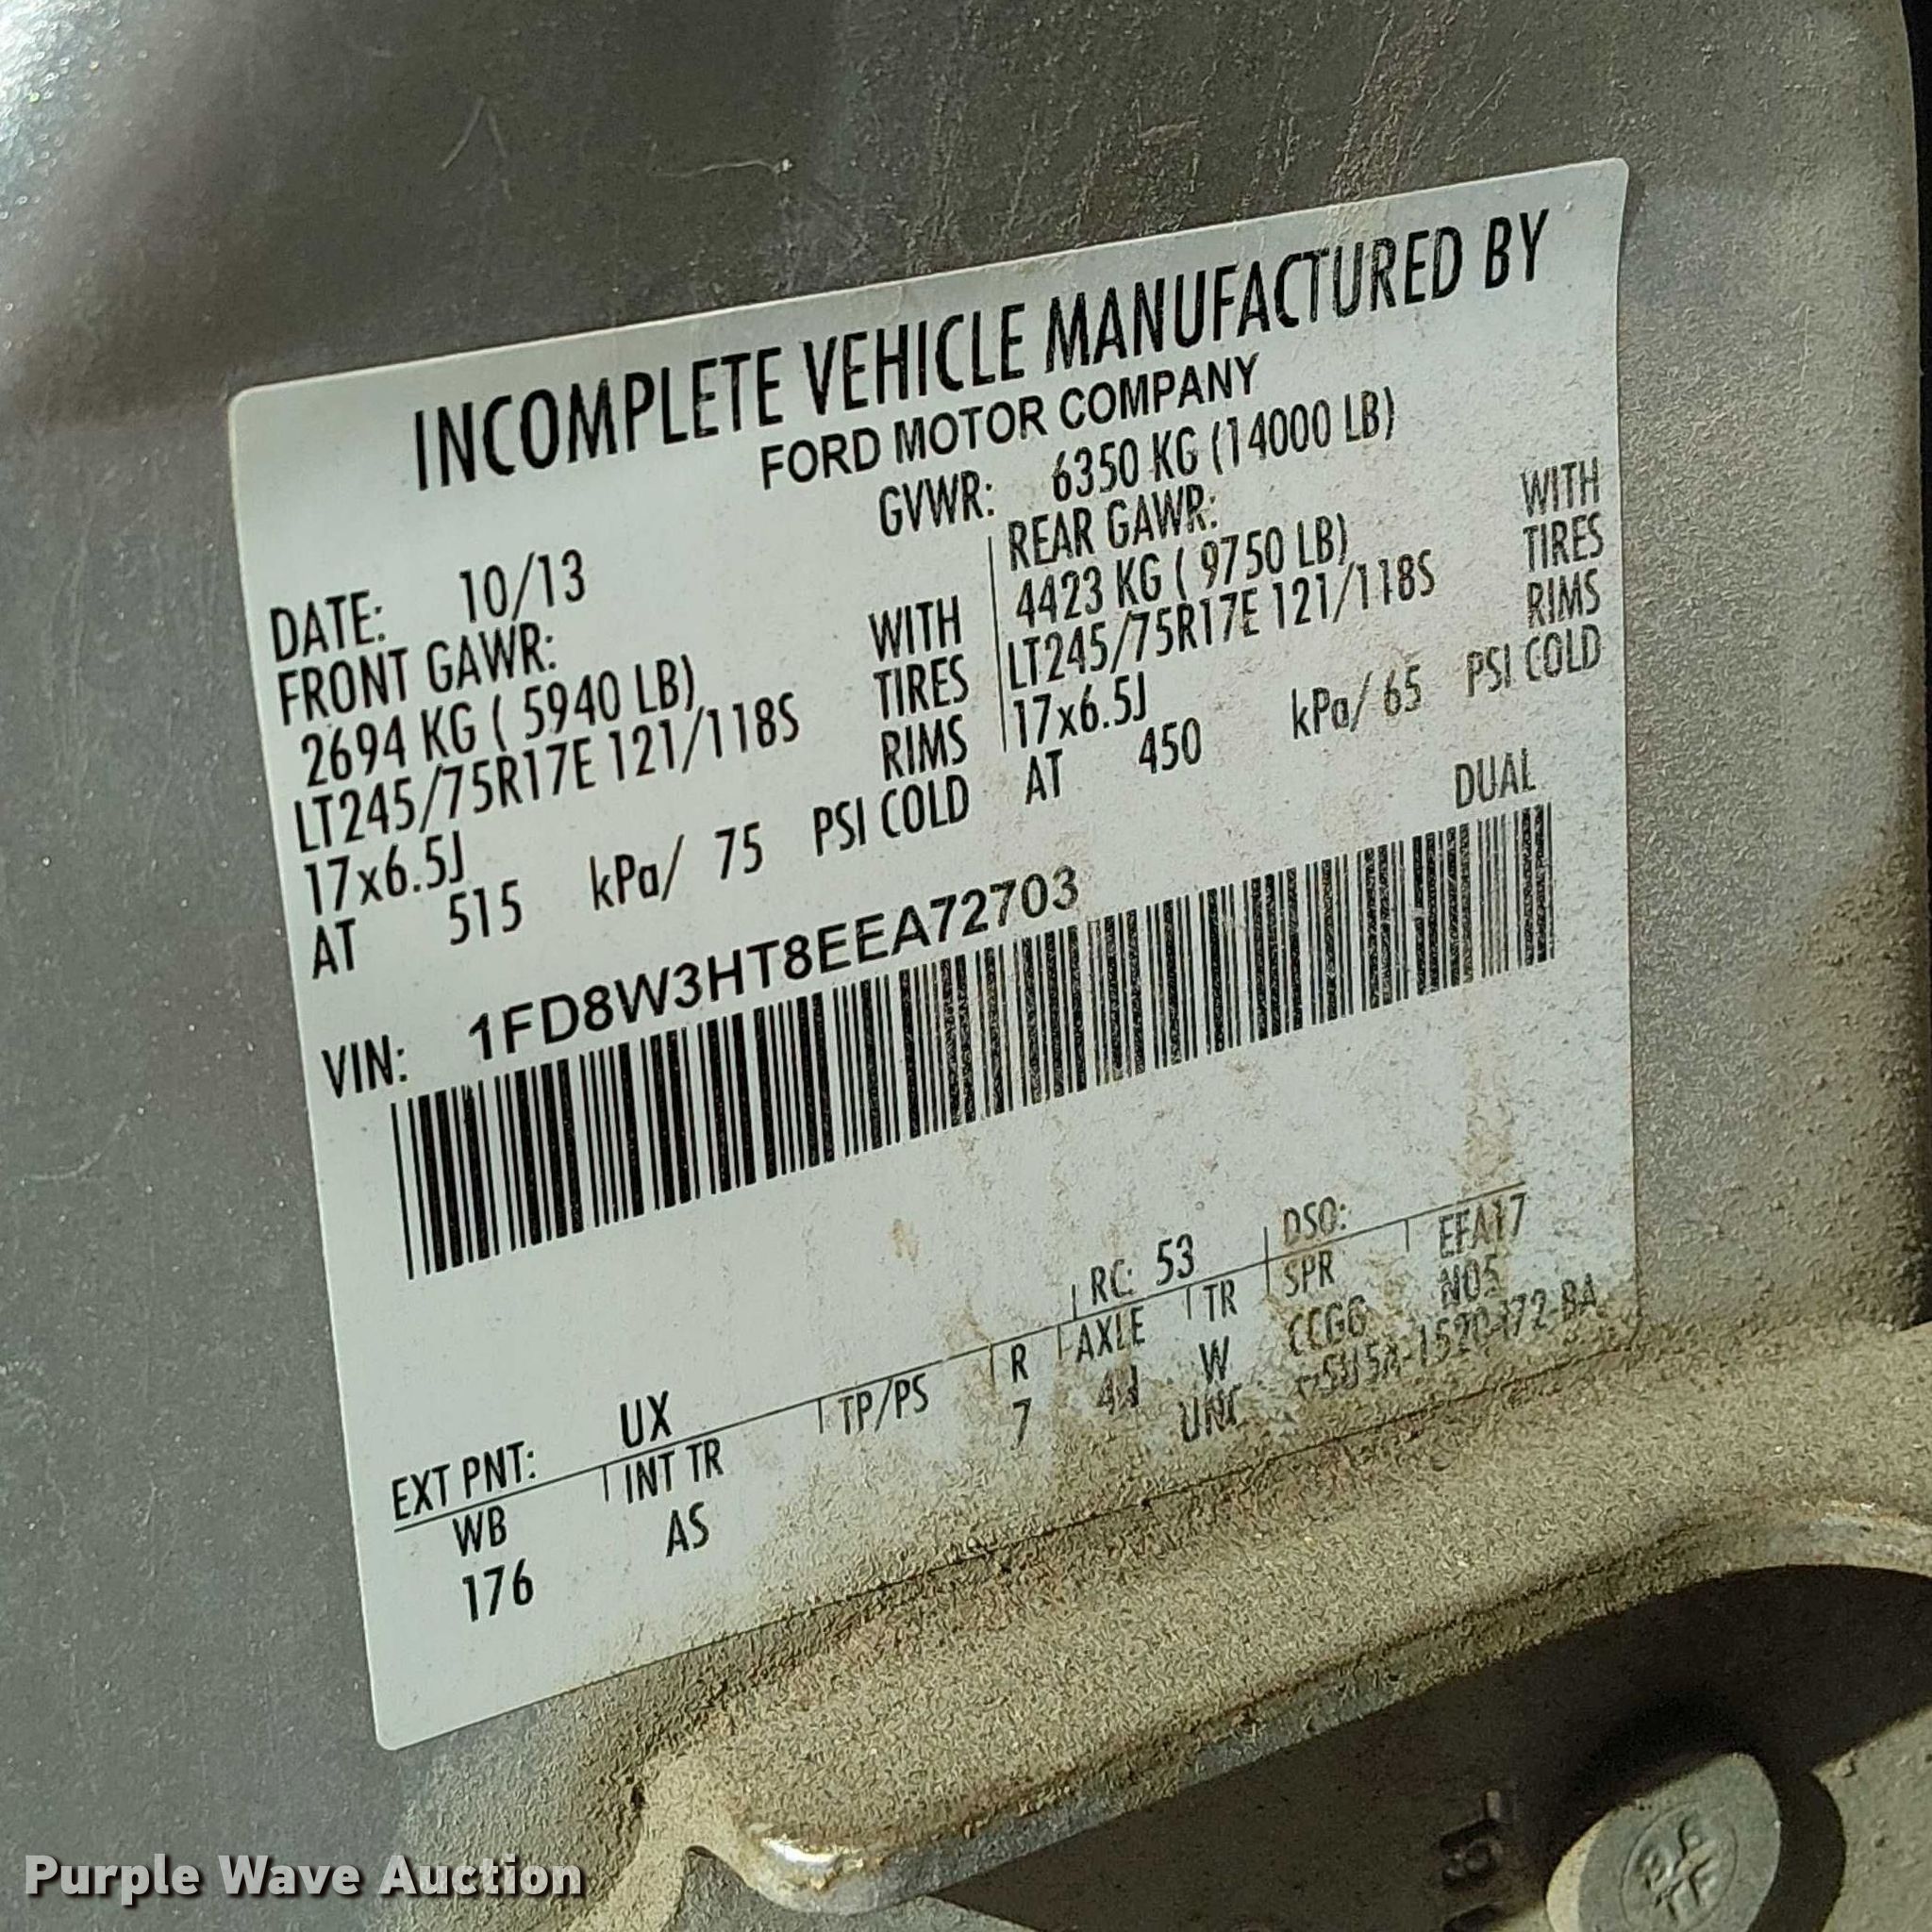 INCOMPLETE VEHICLE MANUFACTURED BY
FORD MOTOR COMPANY
GVWR: 6350 KG (14000 LB)
DATE: 10/13
FRONT GAWR:
2694 KG ( 5940 LB) WITH
LT245/75R17E 121/118S TIRES
17x6.5J RIMS
AT 515 kPa/ 75 PSI COLD
REAR GAWR:
4423 KG ( 9750 LB) WITH
LT245/75R17E 121/118S TIRES
17x6.5J RIMS
AT 450 kPa/ 65 PSI COLD
DUAL
VIN: 1FD8W3HT8EEA72703
EXT PNT: UX RC: 53 DSO:
WB INT TR TP/PS R AXLE TR SPR EFA17
176 AS 7 W CCGG N05
Purple Wave Auction